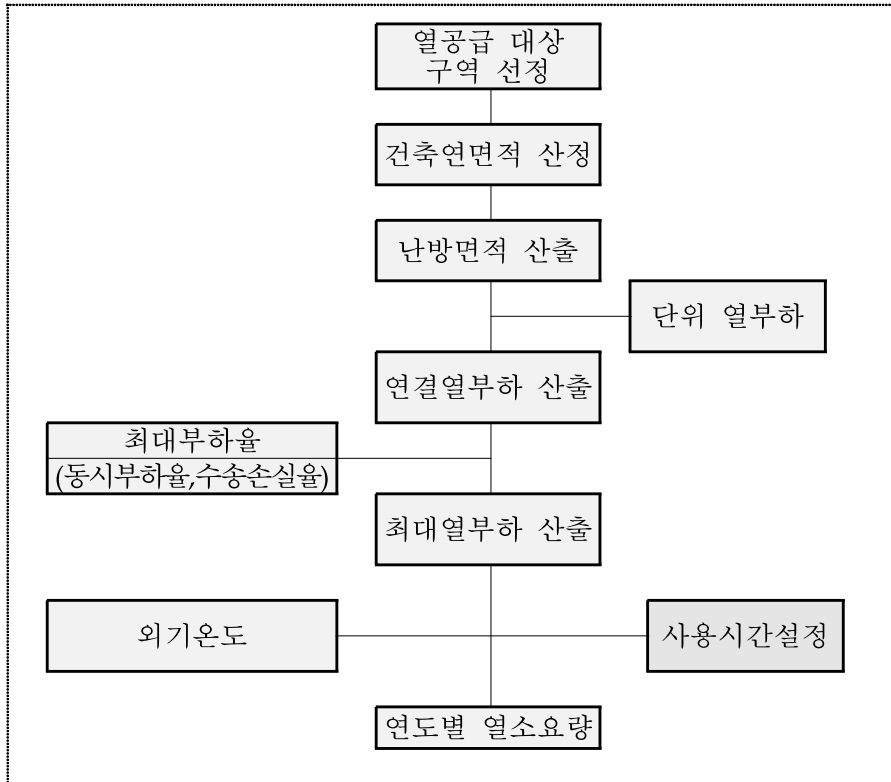 열공급 대상
구역 선정
건축연면적 산정
난방면적 산출
단위 열부하
연결열부하 산출
최대부하율
(동시부하율,수송손실율)
최대열부하 산출
외기온도
사용시간설정
연도별 열소요량